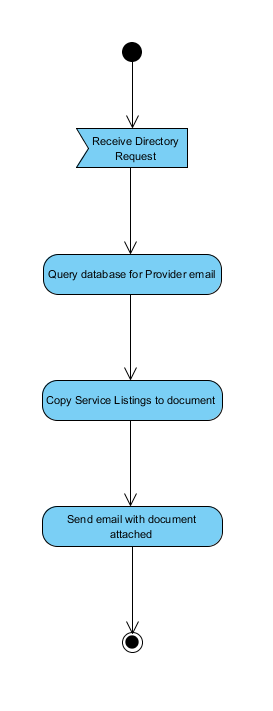 Receive Directory
Request
Query database for Provider email
Copy Service Listings to document
Send email with document
attached